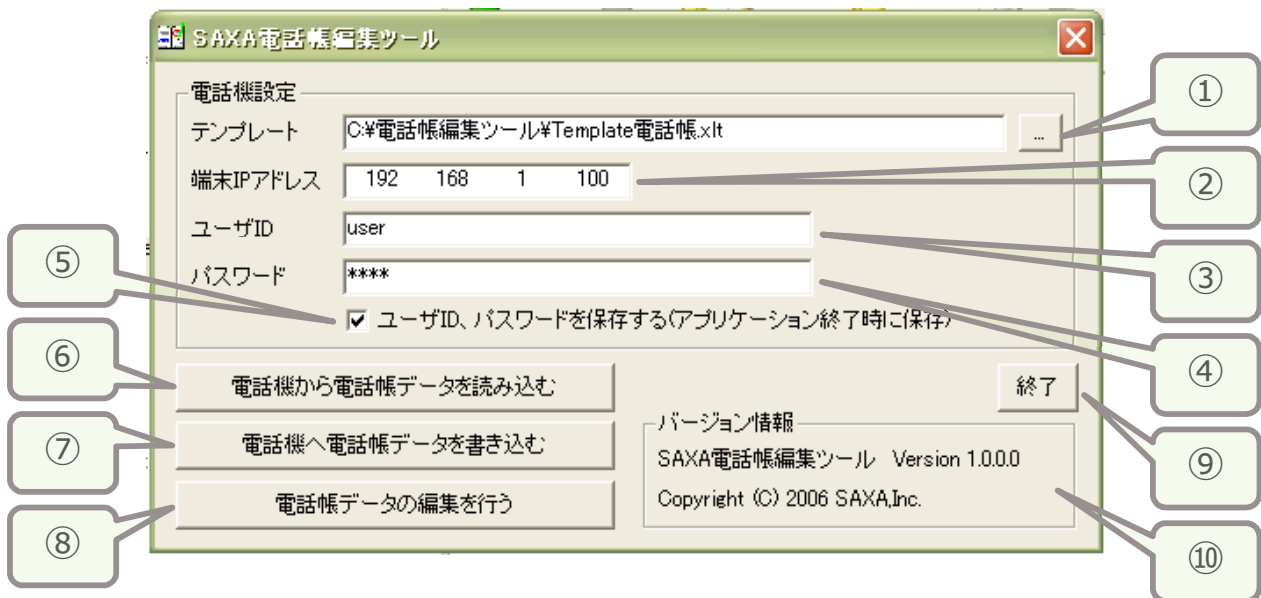 SAXA電話帳編集ツール
電話機設定
①
テンプレート C:¥電話帳編集ツール¥Template電話帳.xlt ...
端末IPアドレス 192 168 1 100
②
ユーザID user
③
⑤
パスワード ****
ユーザID、パスワードを保存する(アプリケーション終了時に保存)
④
⑥
電話機から電話帳データを読み込む
終了
⑦
電話機へ電話帳データを書き込む
バージョン情報
SAXA電話帳編集ツール Version 1.0.0.0
⑨
電話帳データの編集を行う
Copyright (C) 2006 SAXA,Inc.
⑧
⑩